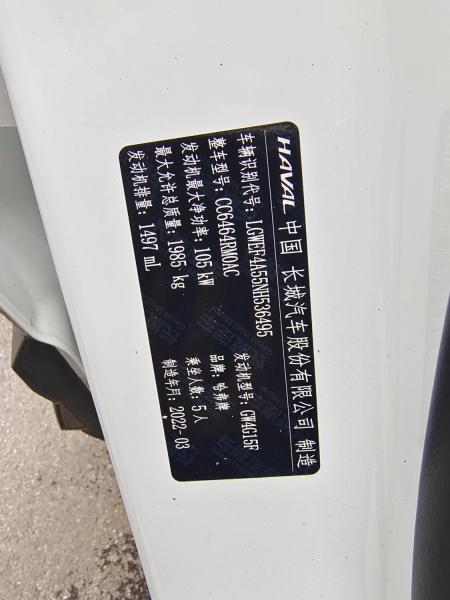 HAVAL 中国 长城汽车股份有限公司 制造
车辆识别代号: LGWEF4A55NH536495
整车型号: CC6464RM0AC 发动机型号: GW4G15F
发动机最大净功率: 105 kW 品牌: 哈弗牌
最大允许总质量: 1985 kg 乘坐人数: 5 人
发动机排量: 1497 mL 制造年月: 2022-03